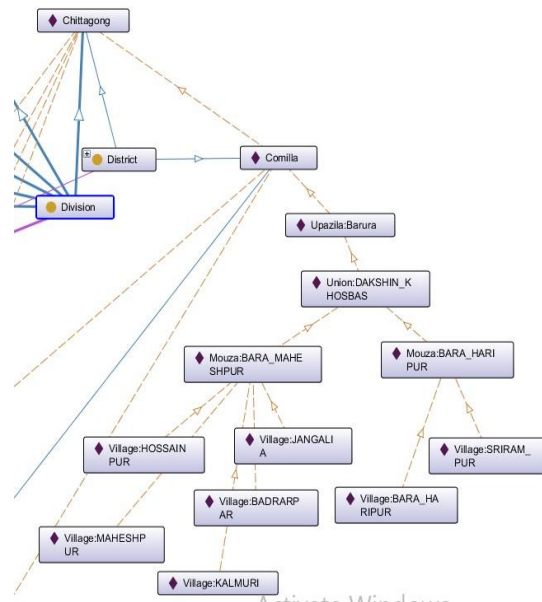 Chittagong
District
Comilla
Division
Upazila:Barura
Union:DAKSHIN_K
HOSBAS
Mouza:BARA_MAHE
SHPUR
Mouza:BARA_HARI
PUR
Village:HOSSAIN
PUR
Village:JANGALI
A
Village:SRIRAM_
PUR
Village:BADRARP
AR
Village:BARA_HA
RIPUR
Village:MAHESHP
UR
Village:KALMURI
Activate Windows